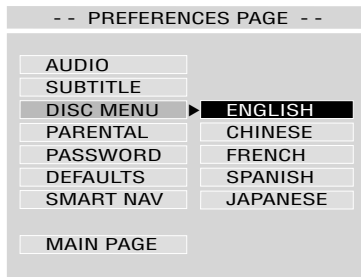 - - PREFERENCES PAGE - -
AUDIO
SUBTITLE
DISC MENU
PARENTAL
PASSWORD
DEFAULTS
SMART NAV
MAIN PAGE
ENGLISH
CHINESE
FRENCH
SPANISH
JAPANESE